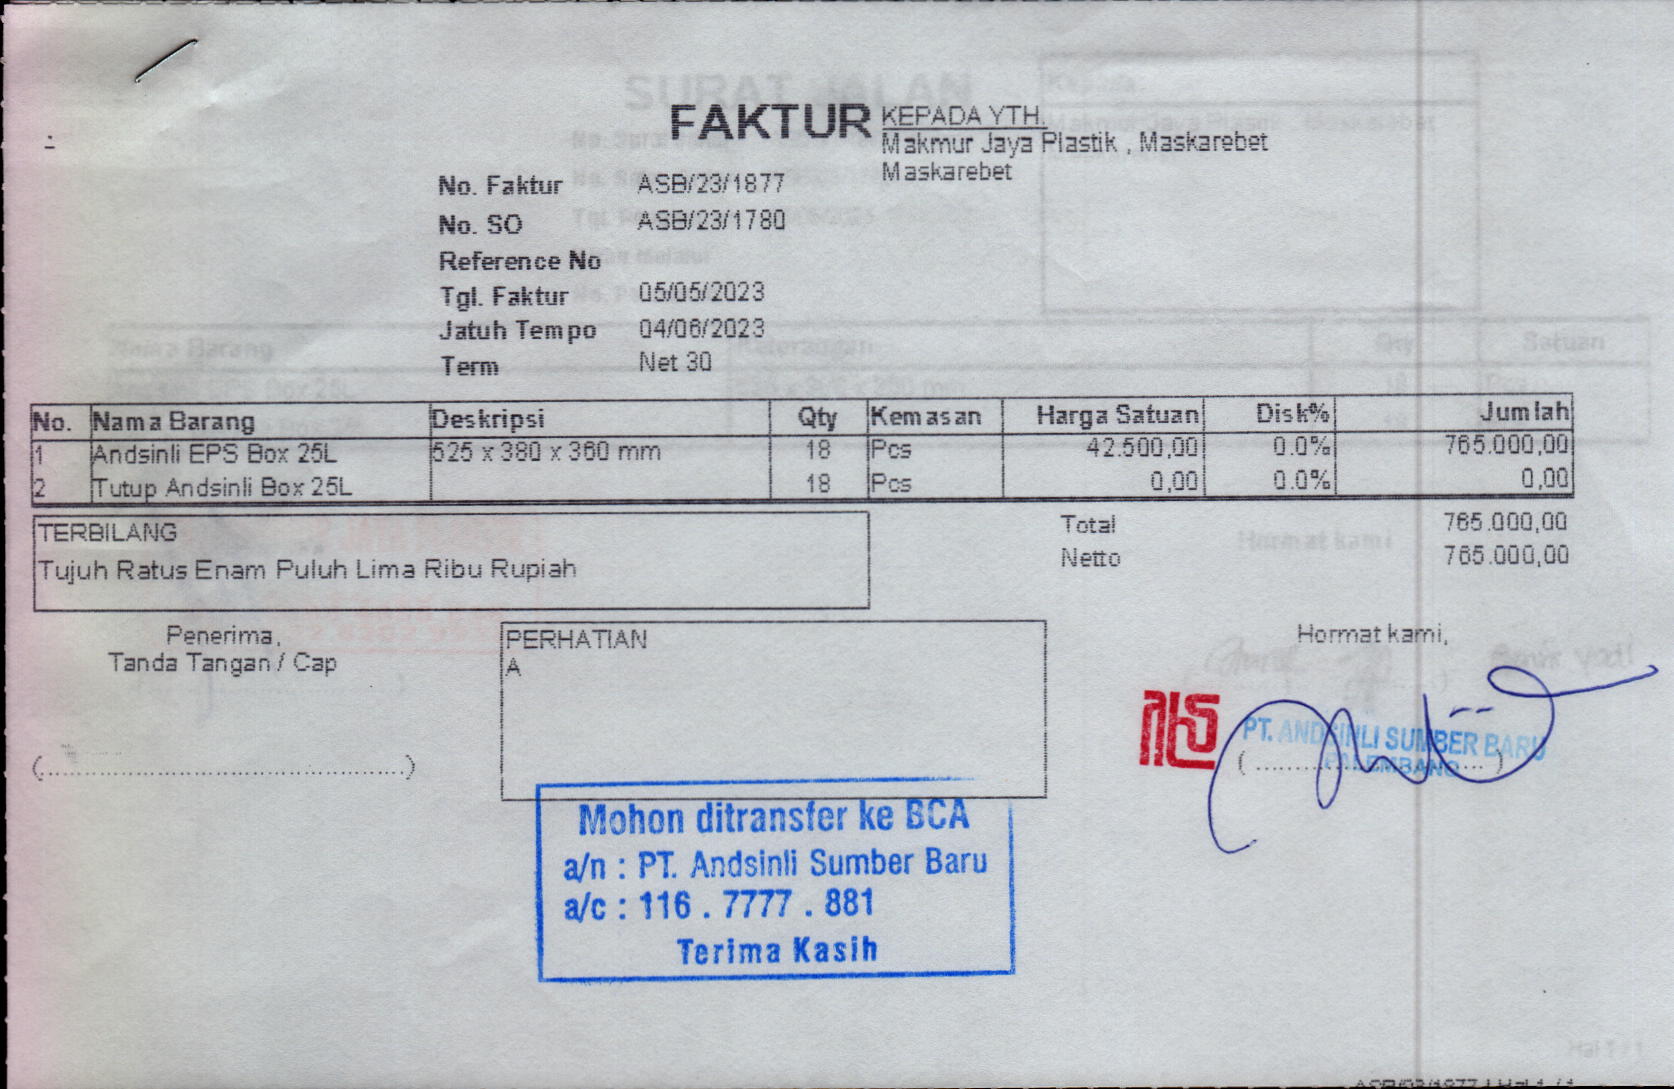 FAKTUR
KEPADA YTH.
Makmur Jaya Plastik , Maskarebet
Maskarebet
No. Faktur ASB/23/1877
No. SO ASB/23/1780
Reference No
Tgl. Faktur 05/05/2023
Jatuh Tempo 04/06/2023
Term Net 30
No. Nama Barang Deskripsi Qty Kemasan Harga Satuan Disk% Jumlah
1 Andsinli EPS Box 25L 525 x 380 x 360 mm 18 Pcs 42.500,00 0.0% 765.000,00
2 Tutup Andsinli Box 25L 18 Pcs 0,00 0.0% 0,00
TERBILANG
Tujuh Ratus Enam Puluh Lima Ribu Rupiah
Total 765.000,00
Netto 765.000,00
Penerima,
Tanda Tangan / Cap
PERHATIAN
A
Hormat kami,
PT. ANDSINLI SUMBER BARU
PALEMBANG
Mohon ditransfer ke BCA
a/n : PT. Andsinli Sumber Baru
a/c : 116 . 7777 . 881
Terima Kasih